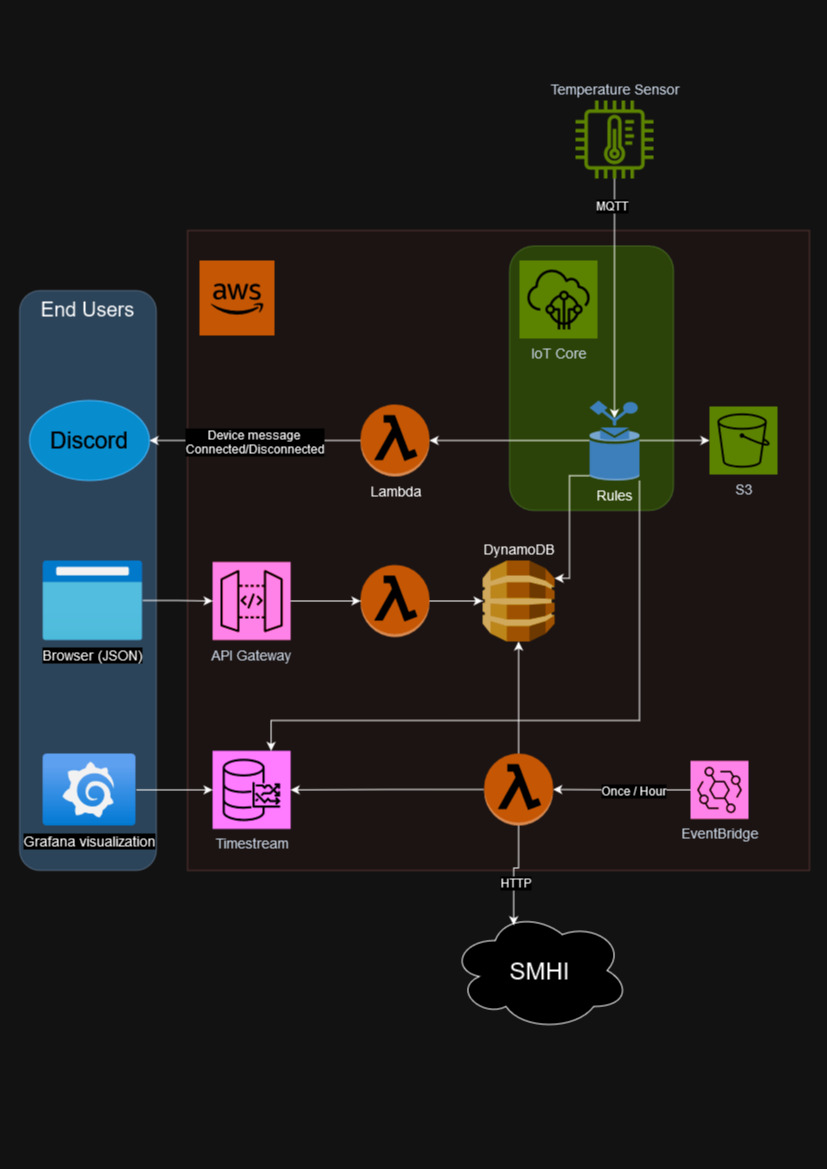 Temperature Sensor
MQTT
aws
End Users
IoT Core
Discord
Device message
Connected/Disconnected
Lambda
Rules
S3
DynamoDB
</>
Browser (JSON)
API Gateway
Once / Hour
Grafana visualization
Timestream
EventBridge
HTTP
SMHI